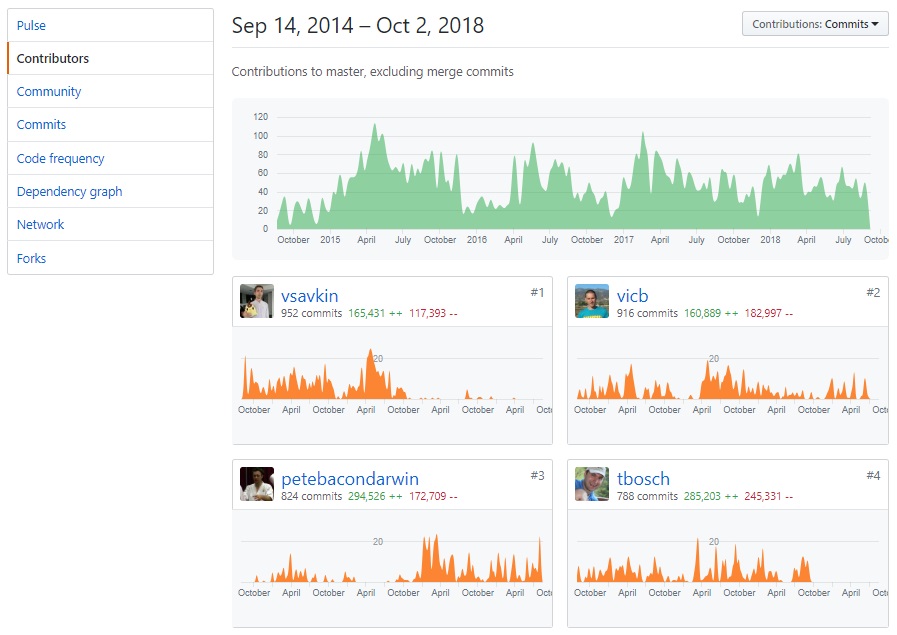 Pulse
Contributors
Community
Commits
Code frequency
Dependency graph
Network
Forks
Sep 14, 2014 – Oct 2, 2018
Contributions: Commits
Contributions to master, excluding merge commits
120
100
80
60
40
20
0
October 2015 April July October 2016 April July October 2017 April July October 2018 April July Octob
vsavkin #1
952 commits 165,431 ++ 117,393 --
20
October April October April October April October April Oct
vicb #2
916 commits 160,889 ++ 182,997 --
20
October April October April October April October April Oct
petebacondarwin #3
824 commits 294,526 ++ 172,709 --
20
October April October April October April October April Oct
tbosch #4
788 commits 285,203 ++ 245,331 --
20
October April October April October April October April Oct